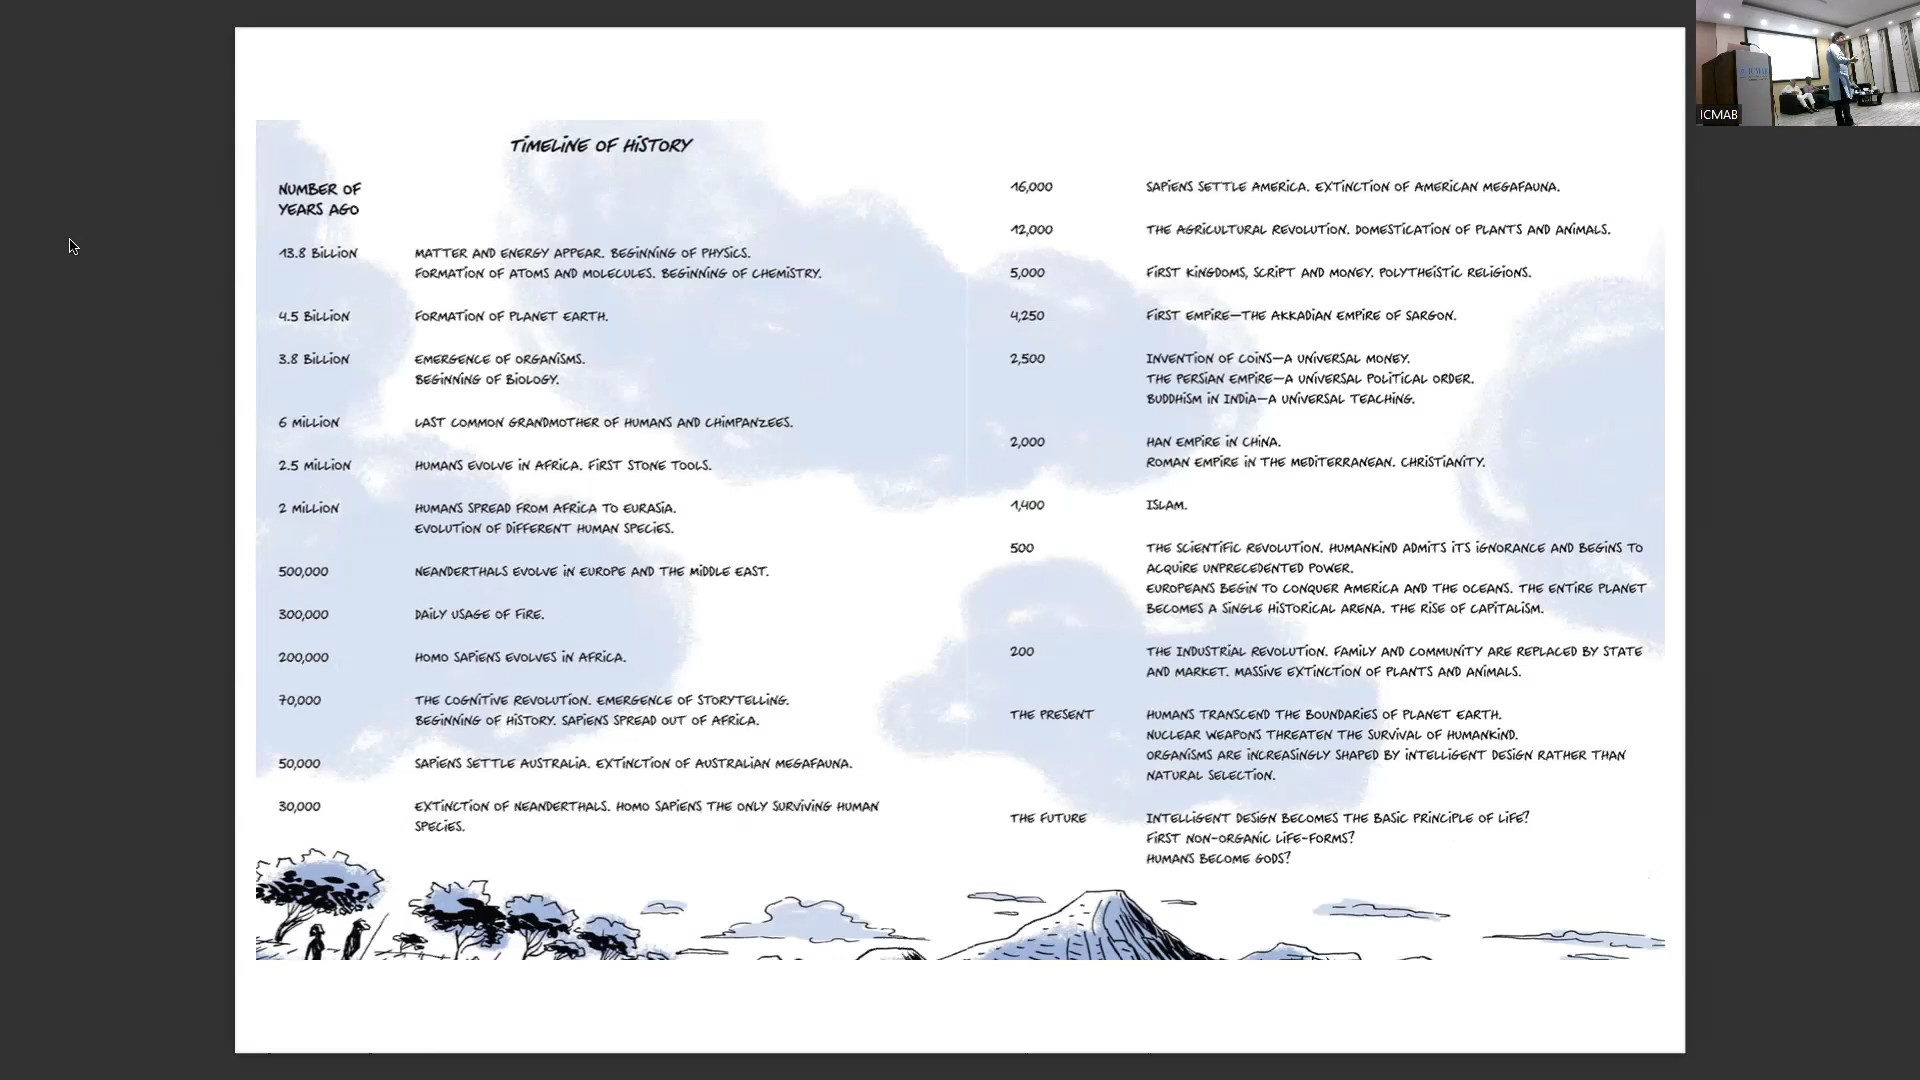 TIMELINE OF HISTORY
NUMBER OF
YEARS AGO
13.8 BILLION MATTER AND ENERGY APPEAR. BEGINNING OF PHYSICS.
FORMATION OF ATOMS AND MOLECULES. BEGINNING OF CHEMISTRY.
4.5 BILLION FORMATION OF PLANET EARTH.
3.8 BILLION EMERGENCE OF ORGANISMS.
BEGINNING OF BIOLOGY.
6 MILLION LAST COMMON GRANDMOTHER OF HUMANS AND CHIMPANZEES.
2.5 MILLION HUMANS EVOLVE IN AFRICA. FIRST STONE TOOLS.
2 MILLION HUMANS SPREAD FROM AFRICA TO EURASIA.
EVOLUTION OF DIFFERENT HUMAN SPECIES.
500,000 NEANDERTHALS EVOLVE IN EUROPE AND THE MIDDLE EAST.
300,000 DAILY USAGE OF FIRE.
200,000 HOMO SAPIENS EVOLVES IN AFRICA.
70,000 THE COGNITIVE REVOLUTION. EMERGENCE OF STORYTELLING.
BEGINNING OF HISTORY. SAPIENS SPREAD OUT OF AFRICA.
50,000 SAPIENS SETTLE AUSTRALIA. EXTINCTION OF AUSTRALIAN MEGAFAUNA.
30,000 EXTINCTION OF NEANDERTHALS. HOMO SAPIENS THE ONLY SURVIVING HUMAN
SPECIES.
16,000 SAPIENS SETTLE AMERICA. EXTINCTION OF AMERICAN MEGAFAUNA.
12,000 THE AGRICULTURAL REVOLUTION. DOMESTICATION OF PLANTS AND ANIMALS.
5,000 FIRST KINGDOMS, SCRIPT AND MONEY. POLYTHEISTIC RELIGIONS.
4,250 FIRST EMPIRE—THE AKKADIAN EMPIRE OF SARGON.
2,500 INVENTION OF COINS—A UNIVERSAL MONEY.
THE PERSIAN EMPIRE—A UNIVERSAL POLITICAL ORDER.
BUDDHISM IN INDIA—A UNIVERSAL TEACHING.
2,000 HAN EMPIRE IN CHINA.
ROMAN EMPIRE IN THE MEDITERRANEAN. CHRISTIANITY.
1,400 ISLAM.
500 THE SCIENTIFIC REVOLUTION. HUMANKIND ADMITS ITS IGNORANCE AND BEGINS TO
ACQUIRE UNPRECEDENTED POWER.
EUROPEANS BEGIN TO CONQUER AMERICA AND THE OCEANS. THE ENTIRE PLANET
BECOMES A SINGLE HISTORICAL ARENA. THE RISE OF CAPITALISM.
200 THE INDUSTRIAL REVOLUTION. FAMILY AND COMMUNITY ARE REPLACED BY STATE
AND MARKET. MASSIVE EXTINCTION OF PLANTS AND ANIMALS.
THE PRESENT HUMANS TRANSCEND THE BOUNDARIES OF PLANET EARTH.
NUCLEAR WEAPONS THREATEN THE SURVIVAL OF HUMANKIND.
ORGANISMS ARE INCREASINGLY SHAPED BY INTELLIGENT DESIGN RATHER THAN
NATURAL SELECTION.
THE FUTURE INTELLIGENT DESIGN BECOMES THE BASIC PRINCIPLE OF LIFE?
FIRST NON-ORGANIC LIFE-FORMS?
HUMANS BECOME GODS?
ICMAB